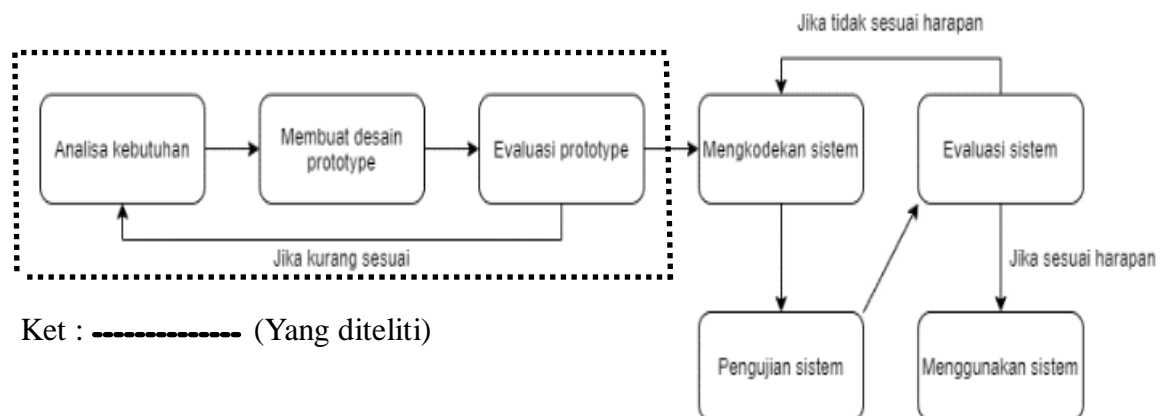 Jika tidak sesuai harapan
Analisa kebutuhan
Membuat desain
prototype
Evaluasi prototype
Mengkodekan sistem
Evaluasi sistem
Jika kurang sesuai
Jika sesuai harapan
Ket : -------------- (Yang diteliti)
Pengujian sistem
Menggunakan sistem